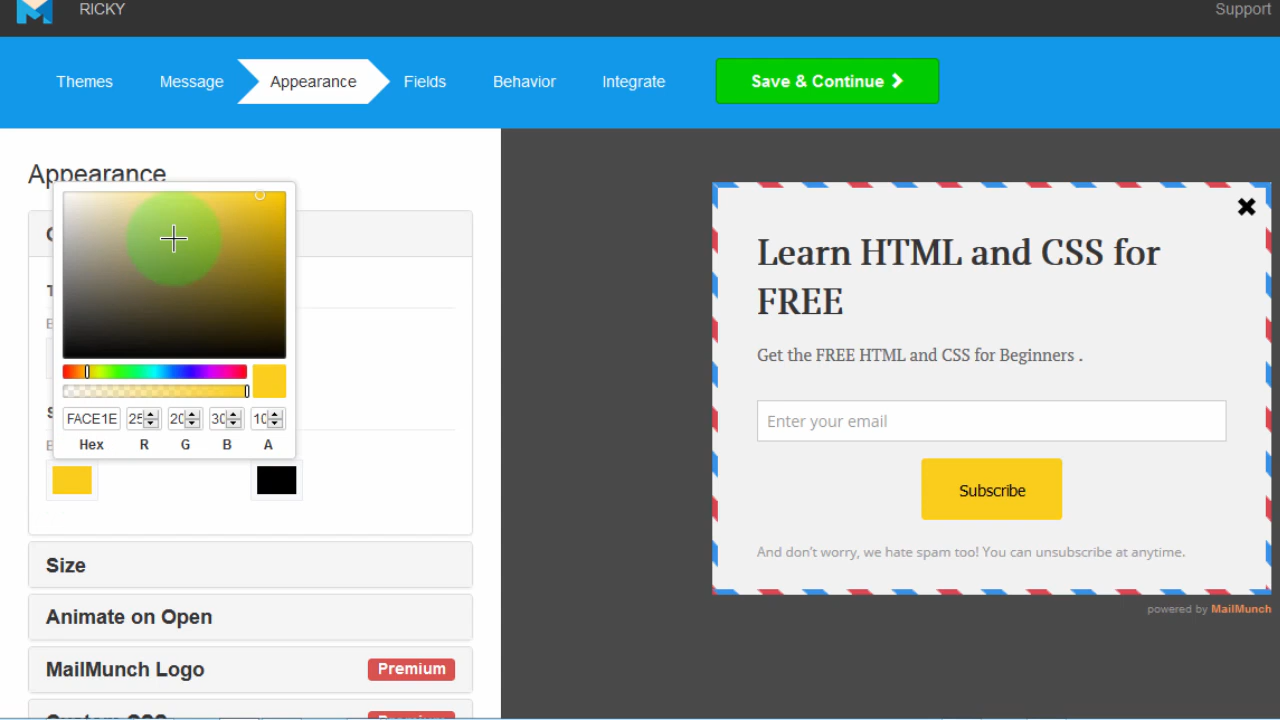 RICKY
Support
Themes
Message
Appearance
Fields
Behavior
Integrate
Save & Continue
Appearance
FACE1E
Hex
R
G
B
A
Size
Animate on Open
MailMunch Logo
Premium
Learn HTML and CSS for
FREE
Get the FREE HTML and CSS for Beginners .
Enter your email
Subscribe
And don't worry, we hate spam too! You can unsubscribe at anytime.
powered by MailMunch